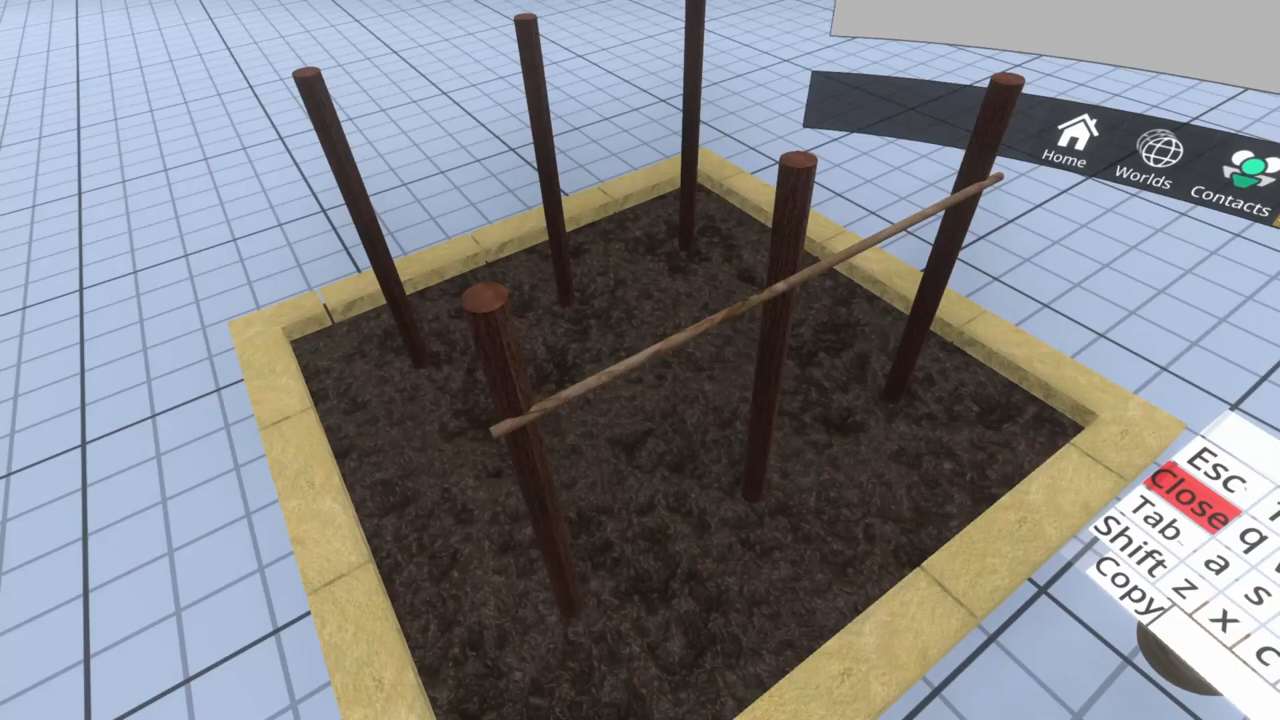 Home
Worlds
Contacts
Esc
Close q
Tab a s
Shift z x c
Copy